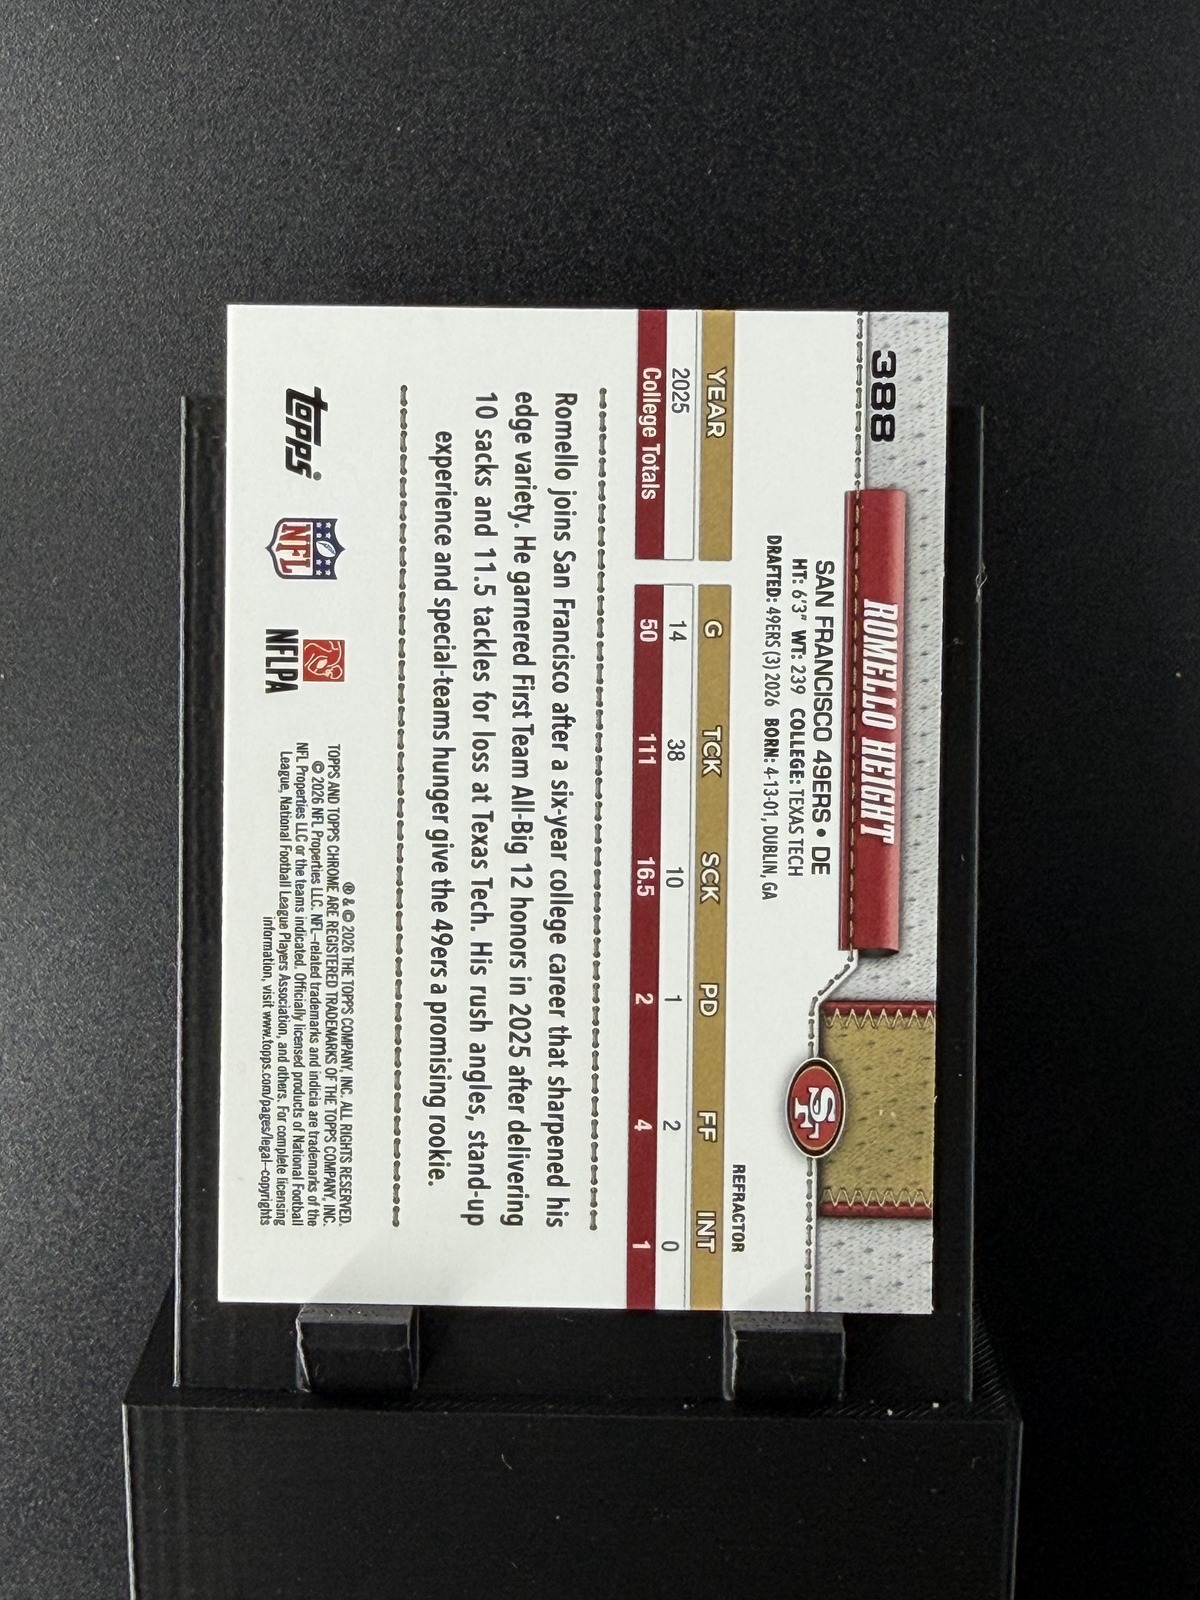 388
ROMELLO HEIGHT
SAN FRANCISCO 49ERS • DE
HT: 6'3" WT: 239 COLLEGE: TEXAS TECH
DRAFTED: 49ERS (3) 2026 BORN: 4-13-01, DUBLIN, GA
SF
REFRACTOR
YEAR G TCK SCK PD FF INT
2025 14 38 10 1 2 0
College Totals 50 111 16.5 2 4 1
Romello joins San Francisco after a six-year college career that sharpened his
edge variety. He garnered First Team All-Big 12 honors in 2025 after delivering
10 sacks and 11.5 tackles for loss at Texas Tech. His rush angles, stand-up
experience and special-teams hunger give the 49ers a promising rookie.
topps
NFL
NFLPA
® & © 2026 THE TOPPS COMPANY, INC. ALL RIGHTS RESERVED.
TOPPS AND TOPPS CHROME ARE REGISTERED TRADEMARKS OF THE TOPPS COMPANY, INC.
© 2026 NFL Properties LLC. NFL-related trademarks and indicia are trademarks of the
NFL Properties LLC or the teams indicated. Officially licensed products of National Football
League, National Football League Players Association, and others. For complete licensing
information, visit www.topps.com/pages/legal-copyrights